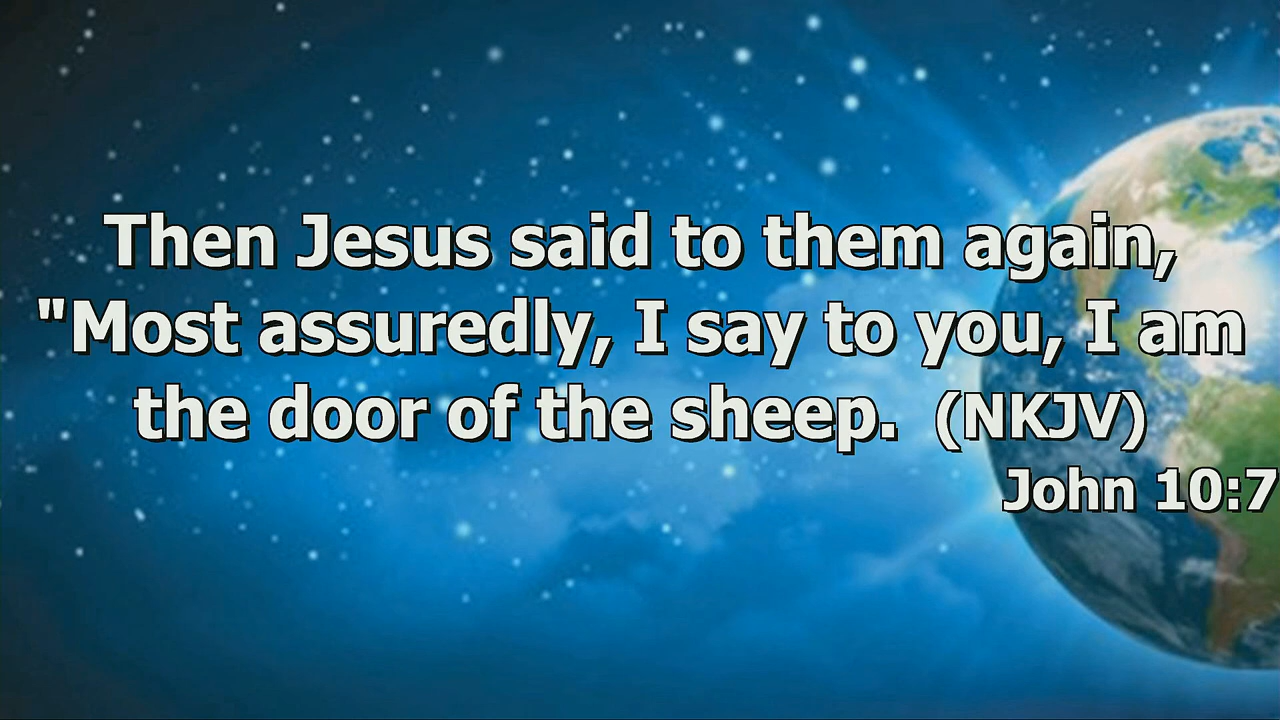 Then Jesus said to them again,
"Most assuredly, I say to you, I am
the door of the sheep.  (NKJV)
John 10:7